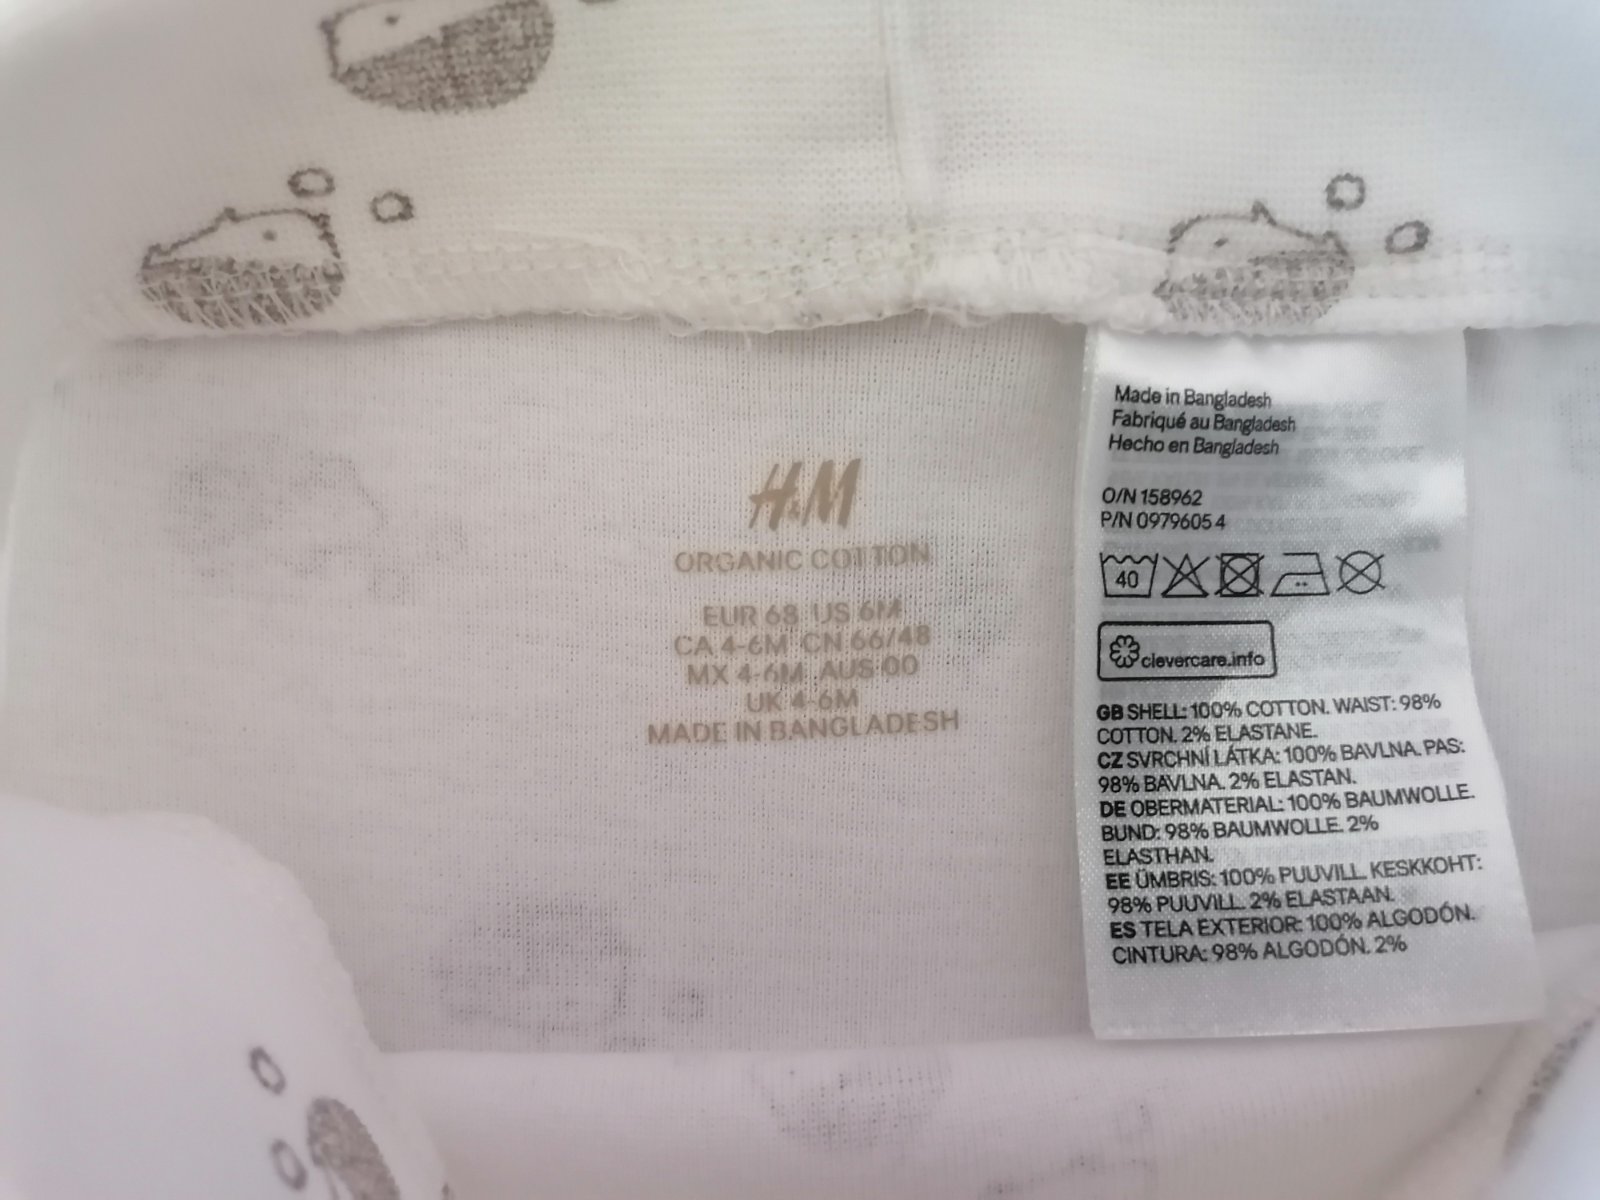 H&M
ORGANIC COTTON
EUR 68 US 6M
CA 4-6M CN 66/48
MX 4-6M AUS 00
UK 4-6M
MADE IN BANGLADESH
Made in Bangladesh
Fabriqué au Bangladesh
Hecho en Bangladesh
O/N 158962
P/N 0979605 4
40
clevercare.info
GB SHELL: 100% COTTON. WAIST: 98%
COTTON. 2% ELASTANE.
CZ SVRCHNÍ LÁTKA: 100% BAVLNA. PAS:
98% BAVLNA. 2% ELASTAN.
DE OBERMATERIAL: 100% BAUMWOLLE.
BUND: 98% BAUMWOLLE. 2%
ELASTHAN.
EE ÜMBRIS: 100% PUUVILL. KESKKOHT:
98% PUUVILL. 2% ELASTAAN.
ES TELA EXTERIOR: 100% ALGODÓN.
CINTURA: 98% ALGODÓN. 2%